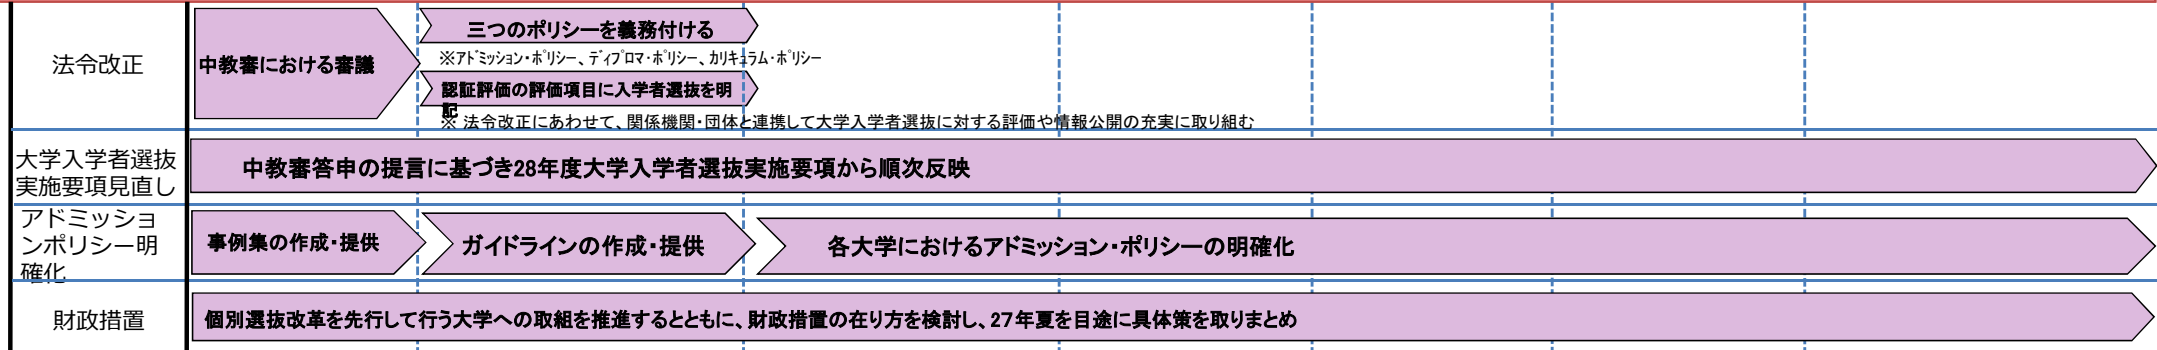 法令改正
中教審における審議
三つのポリシーを義務付ける
※アドミッション・ポリシー、ディプロマ・ポリシー、カリキュラム・ポリシー
認証評価の評価項目に入学者選抜を明
記
※ 法令改正にあわせて、関係機関・団体と連携して大学入学者選抜に対する評価や情報公開の充実に取り組む
大学入学者選抜
実施要項見直し
中教審答申の提言に基づき28年度大学入学者選抜実施要項から順次反映
アドミッショ
ンポリシー明
確化
事例集の作成・提供
ガイドラインの作成・提供
各大学におけるアドミッション・ポリシーの明確化
財政措置
個別選抜改革を先行して行う大学への取組を推進するとともに、財政措置の在り方を検討し、27年夏を目途に具体策を取りまとめ